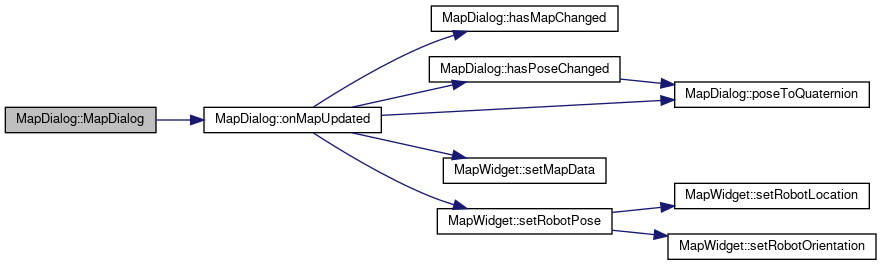 MapDialog::hasMapChanged
MapDialog::hasPoseChanged
MapDialog::poseToQuaternion
MapDialog::MapDialog
MapDialog::onMapUpdated
MapWidget::setMapData
MapWidget::setRobotLocation
MapWidget::setRobotPose
MapWidget::setRobotOrientation